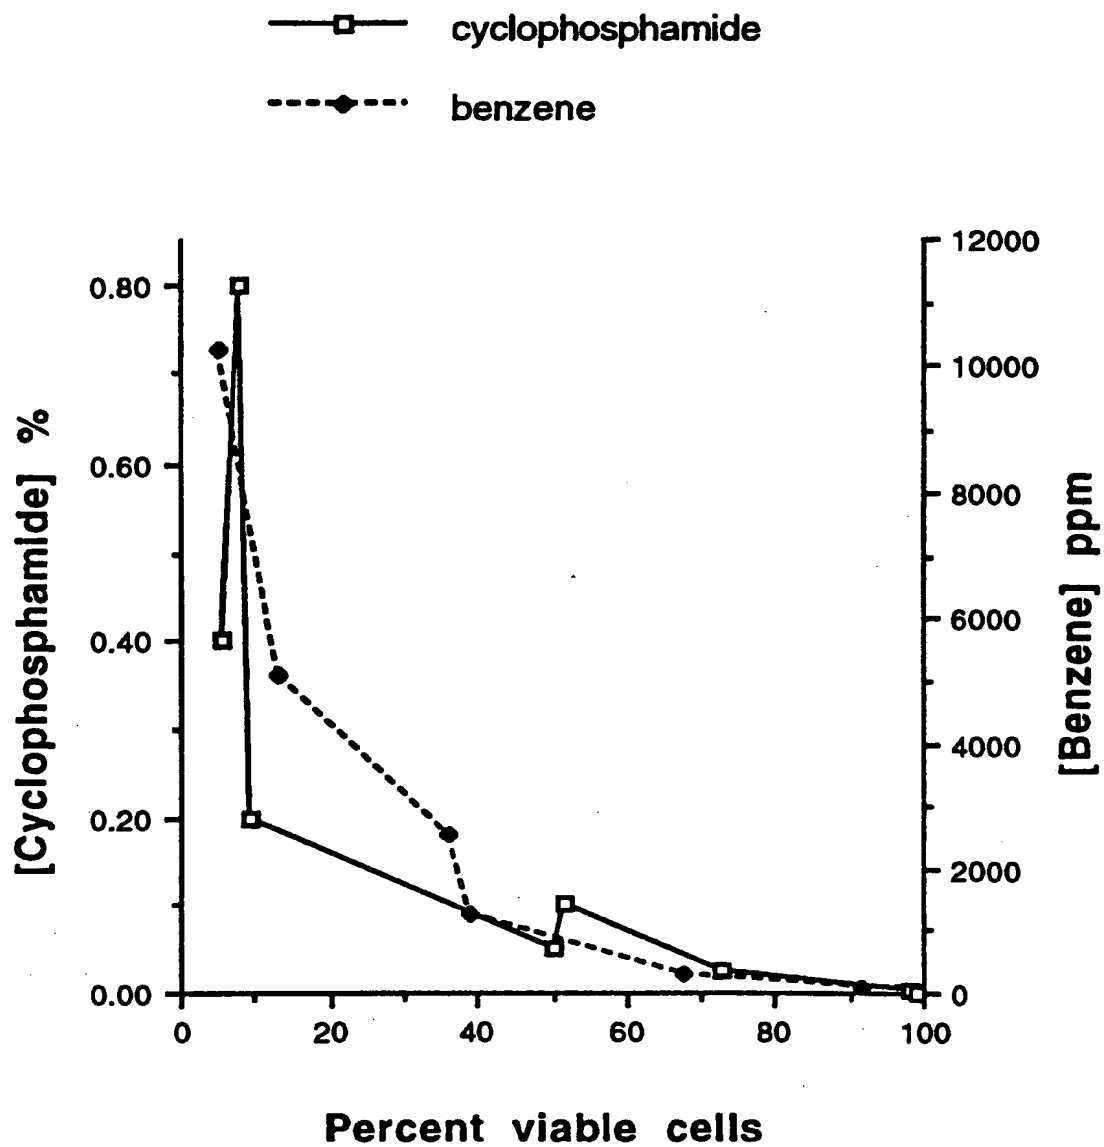 cyclophosphamide
benzene
[Cyclophosphamide] %
0.80
0.60
0.40
0.20
0.00
12000
10000
8000
6000
4000
2000
0
[Benzene] ppm
0 20 40 60 80 100
Percent viable cells